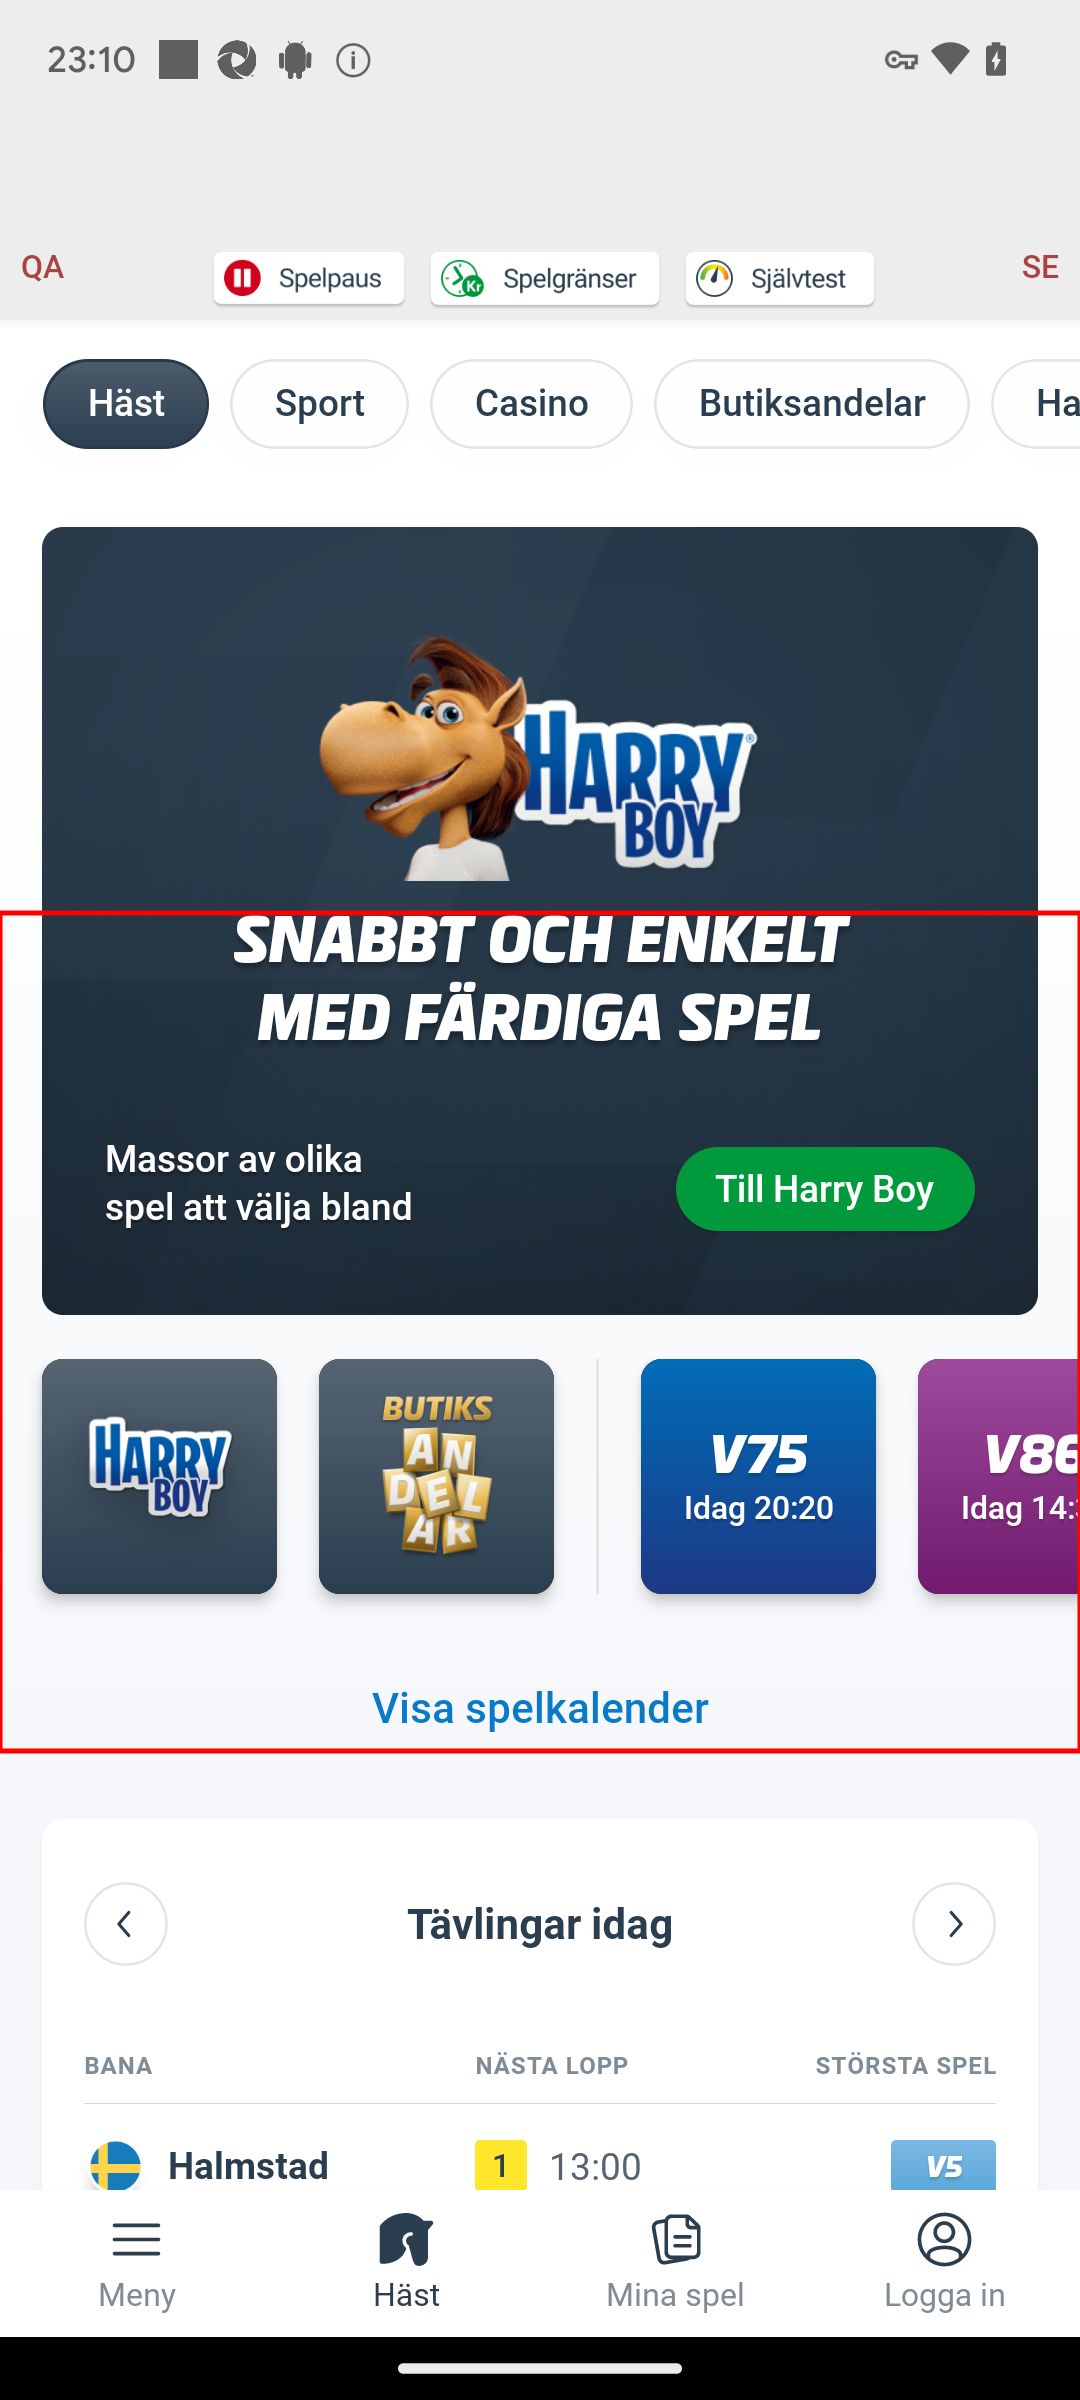 23:10
QA
Spelpaus
Spelgränser
Självtest
SE
Häst
Sport
Casino
Butiksandelar
Ha
HARRY
BOY
SNABBT OCH ENKELT
MED FÄRDIGA SPEL
Massor av olika
spel att välja bland
Till Harry Boy
HARRY
BOY
BUTIKS
AN
DEL
AR
V75
Idag 20:20
V86
Idag 14:
Visa spelkalender
Tävlingar idag
BANA
NÄSTA LOPP
STÖRSTA SPEL
Halmstad
1
13:00
V5
Meny
Häst
Mina spel
Logga in